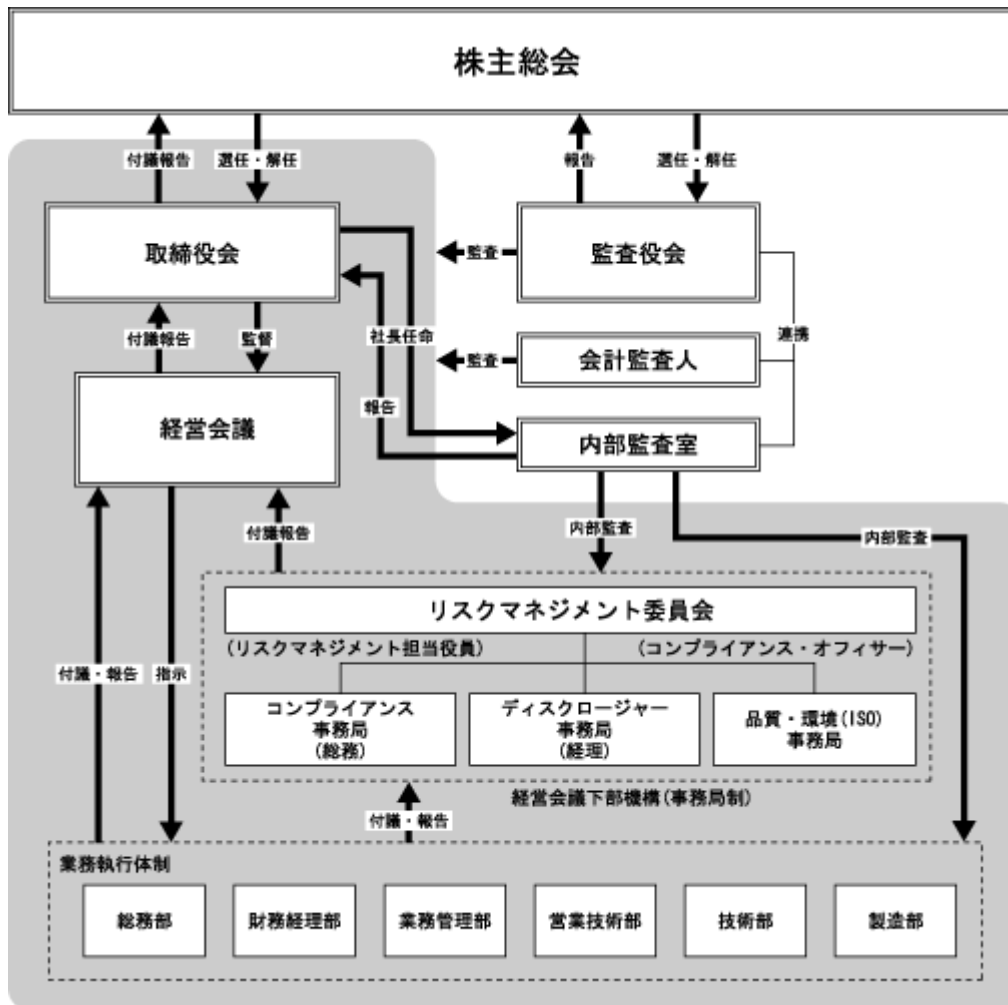 株主総会
付議報告
選任・解任
報告
選任・解任
取締役会
監査
監査役会
付議報告
監督
社長任命
連携
監査
会計監査人
経営会議
報告
内部監査室
付議報告
内部監査
内部監査
リスクマネジメント委員会
(リスクマネジメント担当役員)
(コンプライアンス・オフィサー)
付議・報告
指示
コンプライアンス
事務局
(総務)
ディスクロージャー
事務局
(経理)
品質・環境(ISO)
事務局
経営会議下部機構(事務局制)
付議・報告
業務執行体制
総務部
財務経理部
業務管理部
営業技術部
技術部
製造部